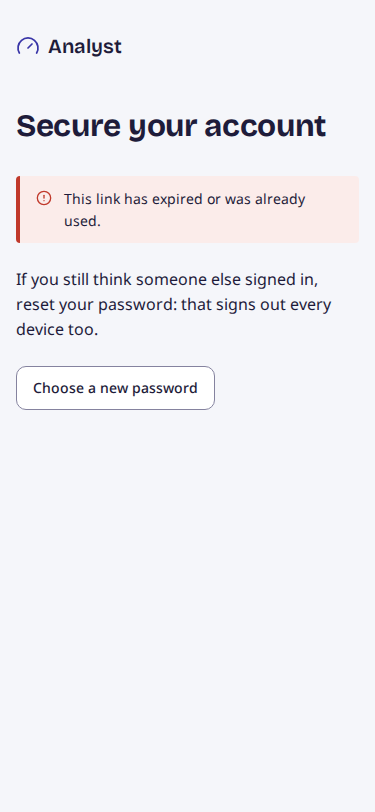 Analyst
Secure your account
This link has expired or was already
used.
If you still think someone else signed in,
reset your password: that signs out every
device too.
Choose a new password